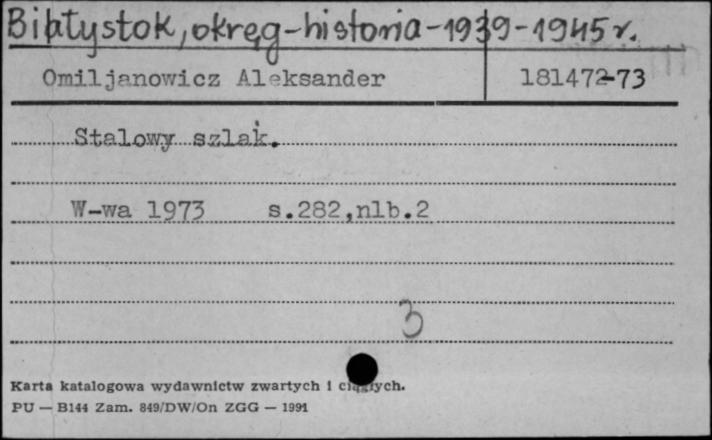 Białystok, okręg-historia-1939-1945r.
Omiljanowicz Aleksander 181472-73
Stalowy szlak.
W-wa 1973 s.282,nlb.2
3
Karta katalogowa wydawnictw zwartych i ciągłych.
PU — B144 Zam. 849/DW/On ZGG — 1991